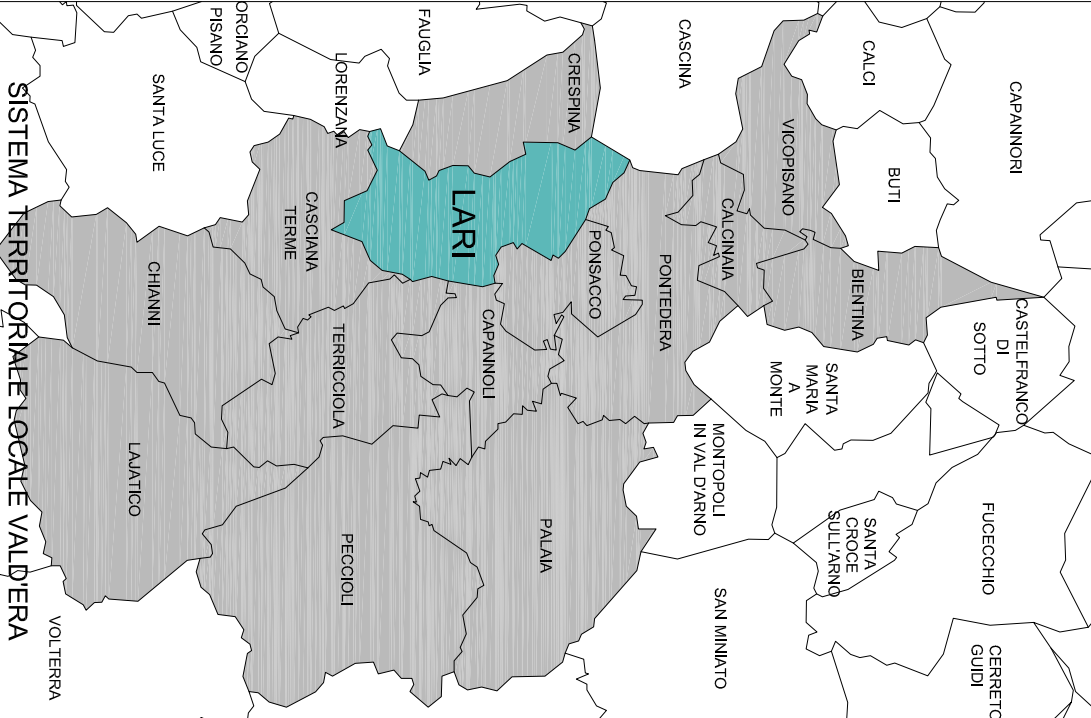 CAPANNORI
CASTELFRANCO
DI
SOTTO
FUCECCHIO
CERRETO
GUIDI
BUTI
CALCI
BIENTINA
SANTA
CROCE
SULL'ARNO
SANTA
MARIA
A
MONTE
VICOPISANO
CALCINAIA
MONTOPOLI
IN VAL D'ARNO
SAN MINIATO
CASCINA
PONTEDERA
PONSACCO
CRESPINA
PALAIA
CAPANNOLI
LARI
FAUGLIA
LORENZANA
TERRICCIOLA
PECCIOLI
CASCIANA
TERME
ORCIANO
PISANO
SANTA LUCE
CHIANNI
LAJATICO
VOLTERRA
SISTEMA TERRITORIALE LOCALE VALD'ERA